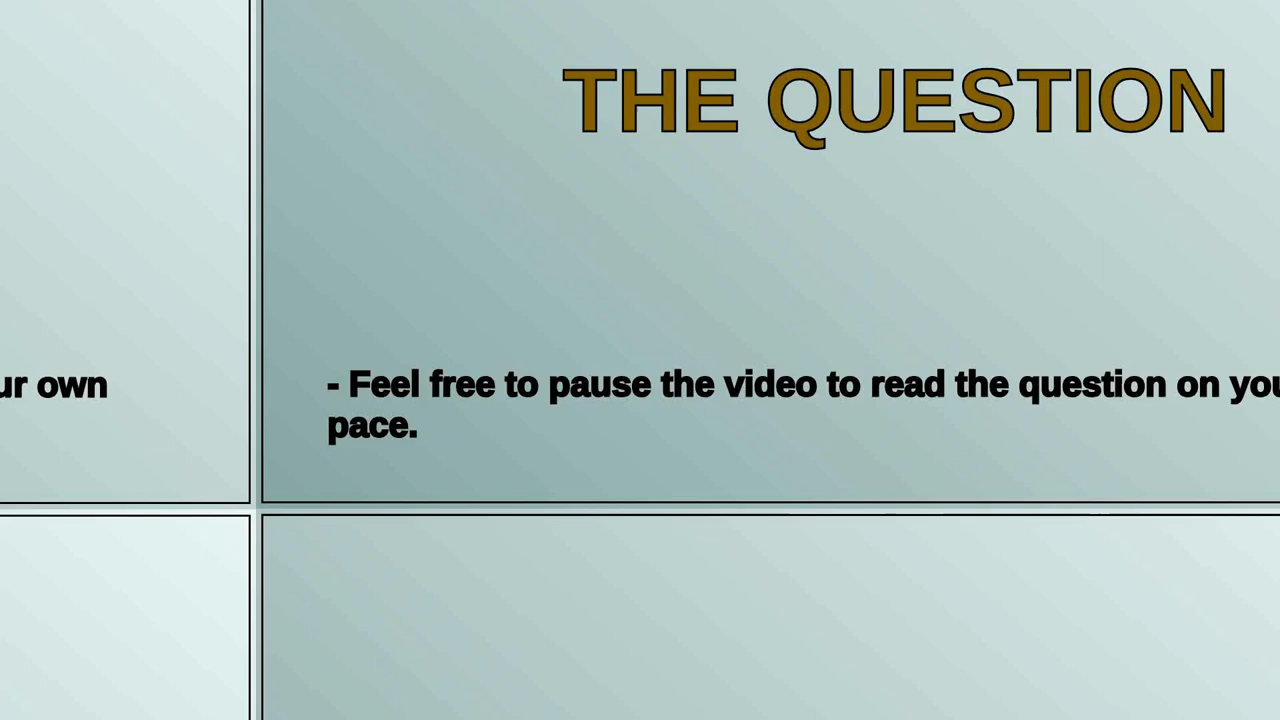 THE QUESTION
ur own
- Feel free to pause the video to read the question on you
pace.